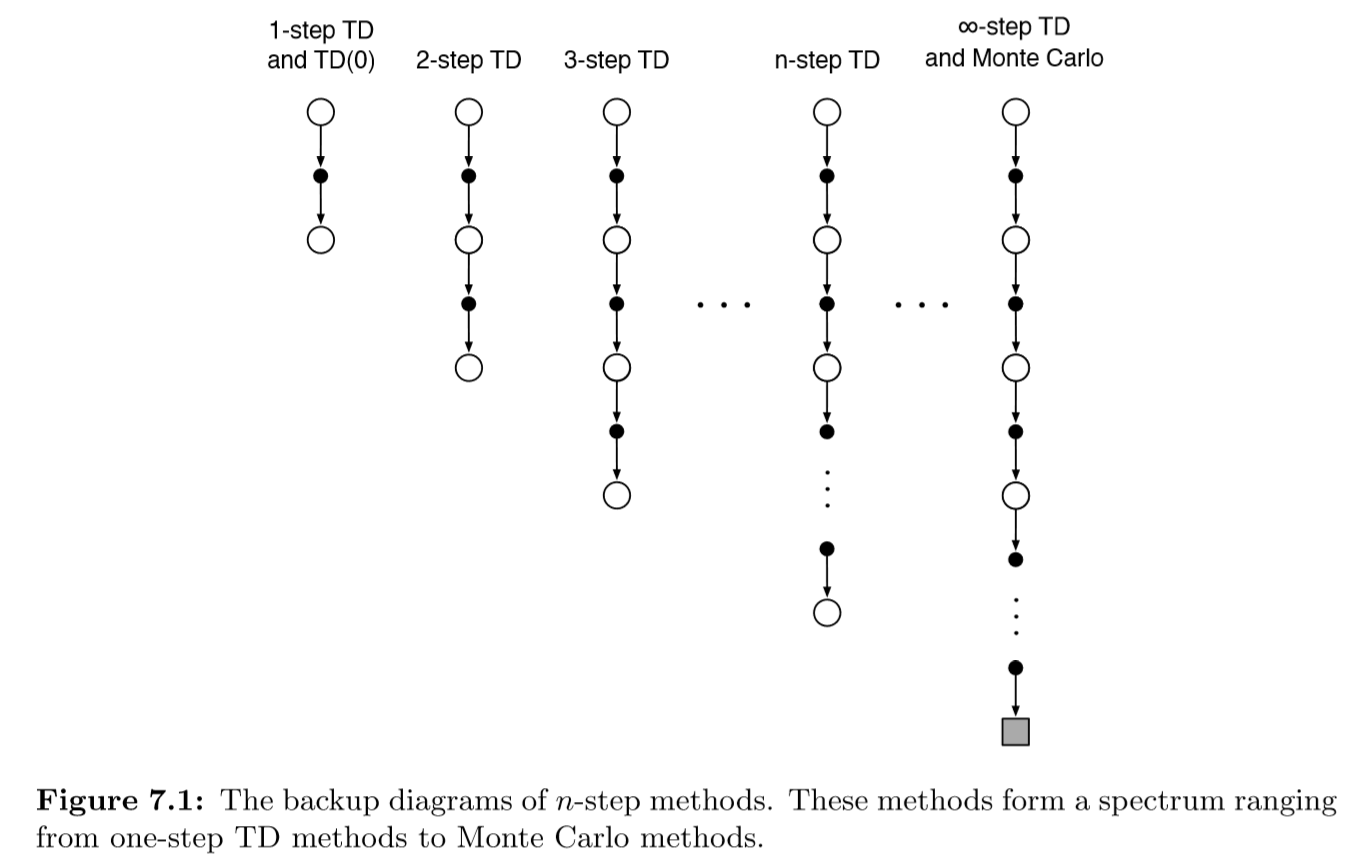 1-step TD
and TD(0)
2-step TD
3-step TD
n-step TD
∞-step TD
and Monte Carlo
Figure 7.1: The backup diagrams of n-step methods. These methods form a spectrum ranging
from one-step TD methods to Monte Carlo methods.